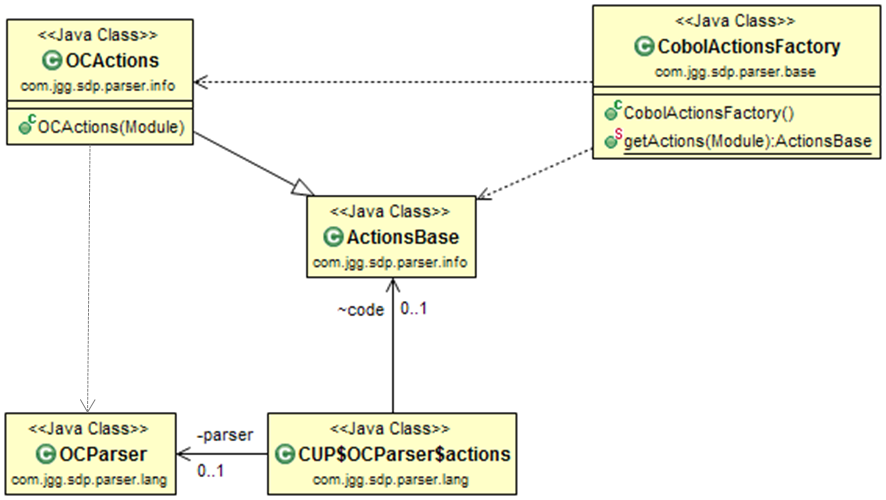 <<Java Class>>
C OCActions
com.jgg.sdp.parser.info
C OCActions(Module)
<<Java Class>>
C CobolActionsFactory
com.jgg.sdp.parser.base
C CobolActionsFactory()
S getActions(Module):ActionsBase
<<Java Class>>
C ActionsBase
com.jgg.sdp.parser.info
~code 0..1
<<Java Class>>
C OCParser
com.jgg.sdp.parser.lang
-parser
0..1
<<Java Class>>
C CUP$OCParser$actions
com.jgg.sdp.parser.lang